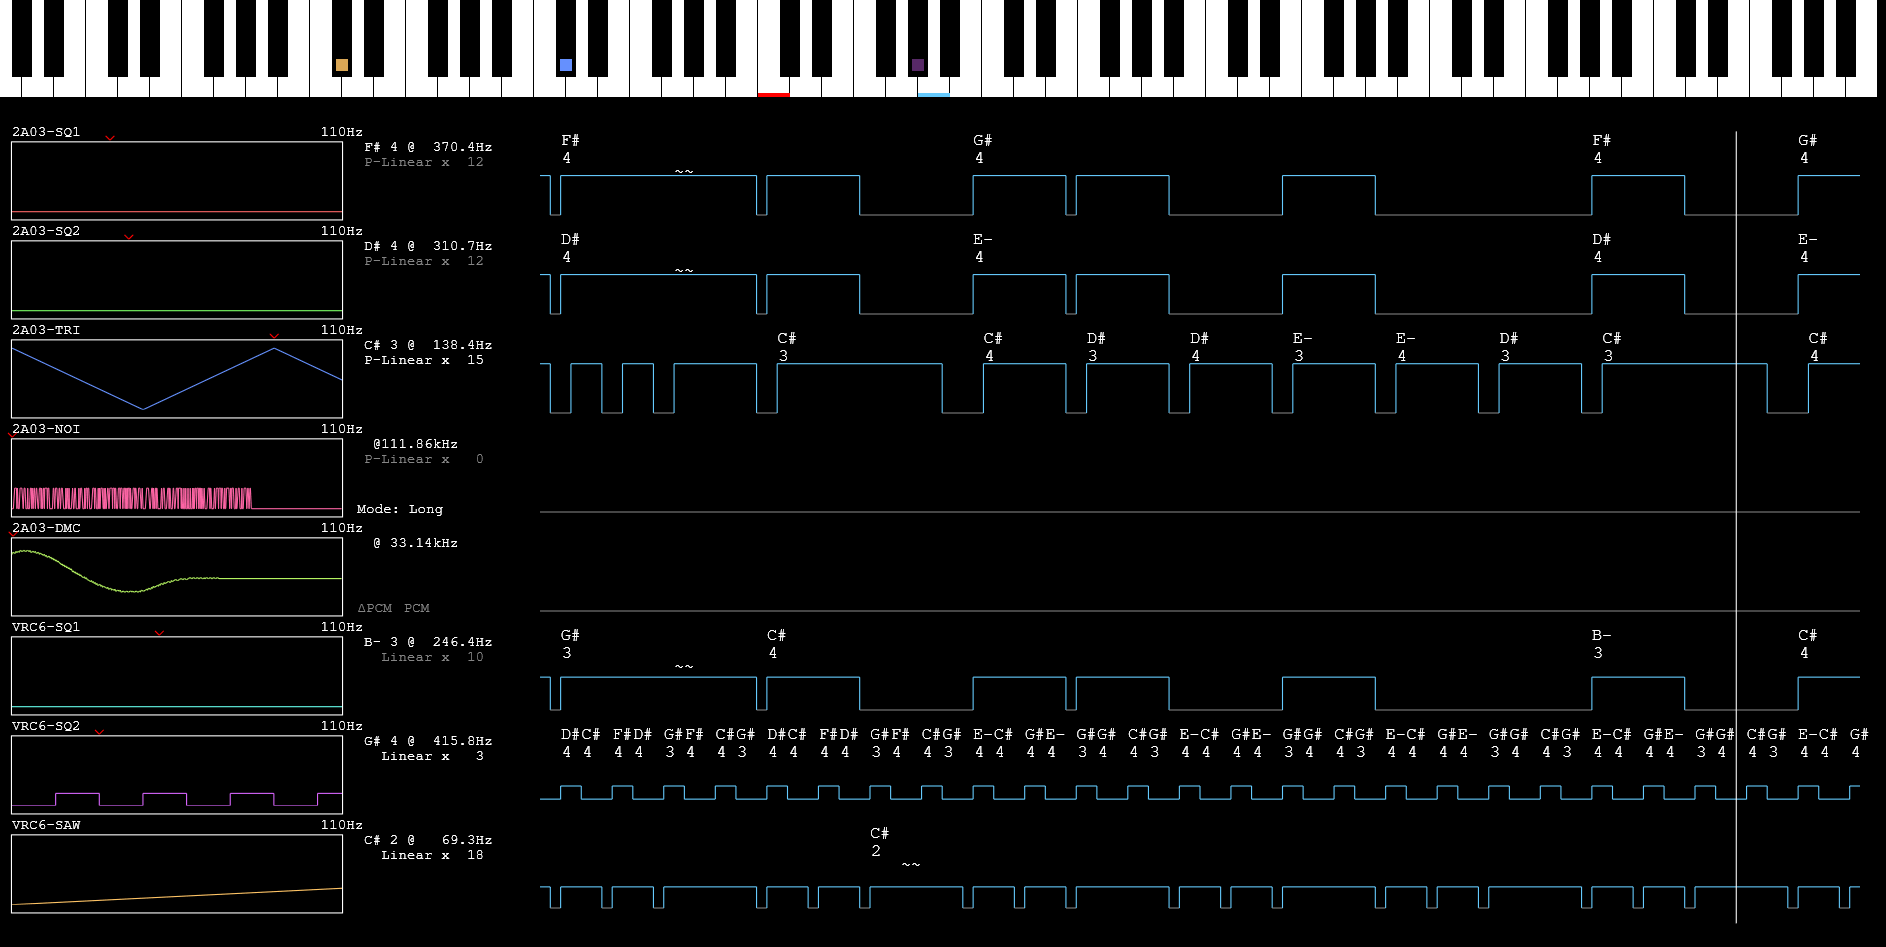 2A03-SQ1 110Hz
F# 4 @ 370.4Hz
P-Linear x 12
F# G# F# G#
4 4 4 4
~~
2A03-SQ2 110Hz
D# 4 @ 310.7Hz
P-Linear x 12
D# E- D# E-
4 4 4 4
~~
2A03-TRI 110Hz
C# 3 @ 138.4Hz
P-Linear x 15
C# C# D# D# E- E- D# C# C#
3 4 3 4 3 4 3 3 4
2A03-NOI 110Hz
@111.86kHz
P-Linear x 0
Mode: Long
2A03-DMC 110Hz
@ 33.14kHz
ΔPCM PCM
VRC6-SQ1 110Hz
B- 3 @ 246.4Hz
Linear x 10
G# C# B- C#
3 4 3 4
~~
VRC6-SQ2 110Hz
G# 4 @ 415.8Hz
Linear x 3
D#C# F#D# G#F# C#G# D#C# F#D# G#F# C#G# E-C# G#E- G#G# C#G# E-C# G#E- G#G# C#G# E-C# G#E- G#G# C#G# E-C# G#E- G#G# C#G# E-C# G#
4 4 4 4 3 4 4 3 4 4 4 4 3 4 4 3 4 4 4 4 3 4 4 3 4 4 4 4 3 4 4 3 4 4 4 4 3 4 4 3 4 4 4 4 3 4 4 3 4 4 4
VRC6-SAW 110Hz
C# 2 @ 69.3Hz
Linear x 18
C#
2
~~